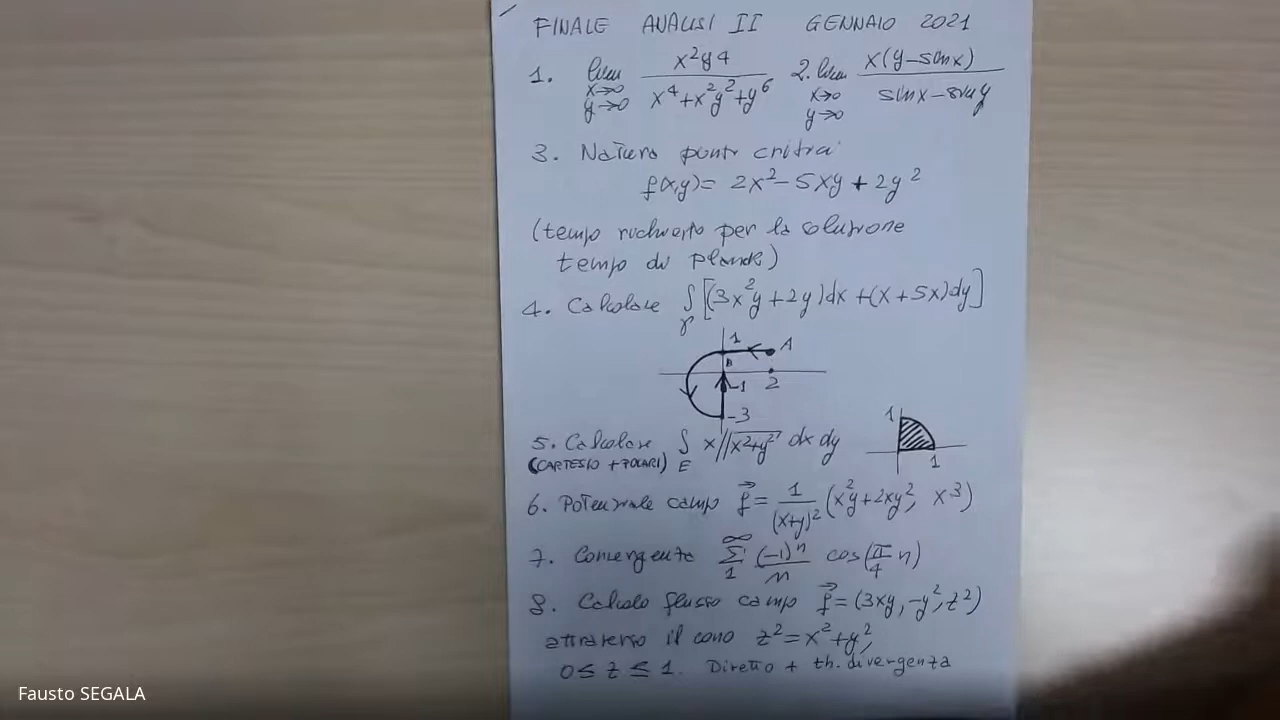 FINALE ANALISI II GENNAIO 2021
1. lim x→0 y→0 x²y⁴ / (x⁴+x²y²+y⁶) 2. lim x→0 y→0 x(y-sinx) / (sinx-siny)
3. Natura punti critici
f(x,y)= 2x²-5xy+2y²
(tempo richiesto per la soluzione
tempo di Planck)
4. Calcolare ∫γ [(3x²y+2y)dx+(x+5x)dy]
1 A
B
-1 2
-3
1
5. Calcolare ∫E x√(x²+y²) dx dy
(CARTESIO + POLARI)
1
6. Potenziale campo f⃗ = 1/(x+y)² (x²y+2xy², x³)
7. Convergenza ∑₁^∞ (-1)ⁿ/n cos(π/4 n)
8. Calcolo flusso campo f⃗=(3xy,-y²,z²)
attraverso il cono z²=x²+y²,
0≤z≤1. Diretto + th. divergenza
Fausto SEGALA